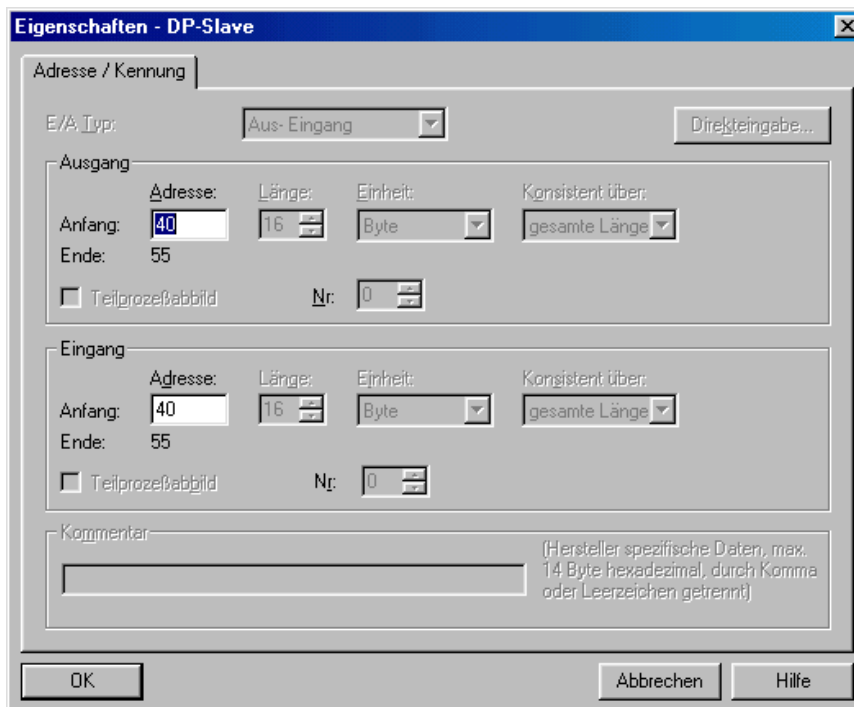 Eigenschaften - DP-Slave
Adresse / Kennung
E/A Typ: Aus- Eingang Direkteingabe...
Ausgang
Adresse: Länge: Einheit: Konsistent über:
Anfang: 40 16 Byte gesamte Länge
Ende: 55
Teilprozeßabbild Nr: 0
Eingang
Adresse: Länge: Einheit: Konsistent über:
Anfang: 40 16 Byte gesamte Länge
Ende: 55
Teilprozeßabbild Nr: 0
Kommentar
(Hersteller spezifische Daten, max.
14 Byte hexadezimal, durch Komma
oder Leerzeichen getrennt)
OK Abbrechen Hilfe